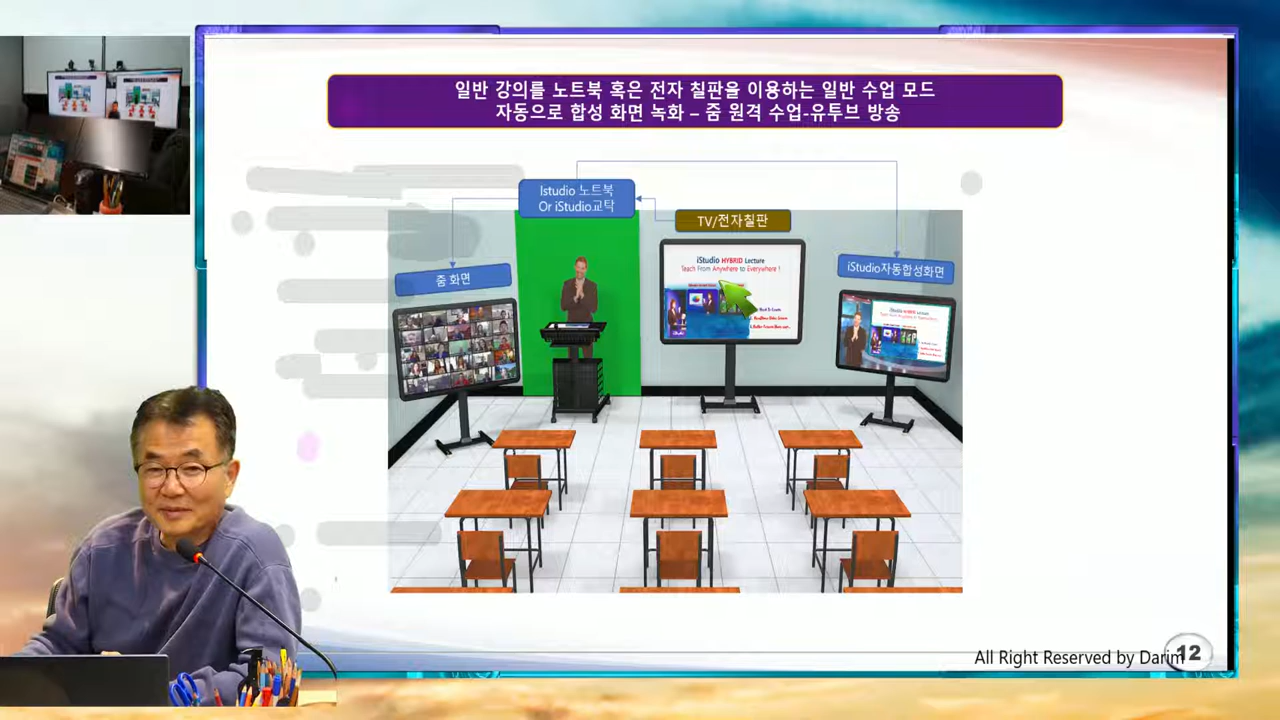 일반 강의를 노트북 혹은 전자 칠판을 이용하는 일반 수업 모드
자동으로 합성 화면 녹화 – 줌 원격 수업-유투브 방송
Istudio 노트북
Or iStudio교탁
TV/전자칠판
줌 화면
iStudio자동합성화면
iStudio HYBRID Lecture
Teach From Anywhere to Everywhere !
All Right Reserved by Darim
12